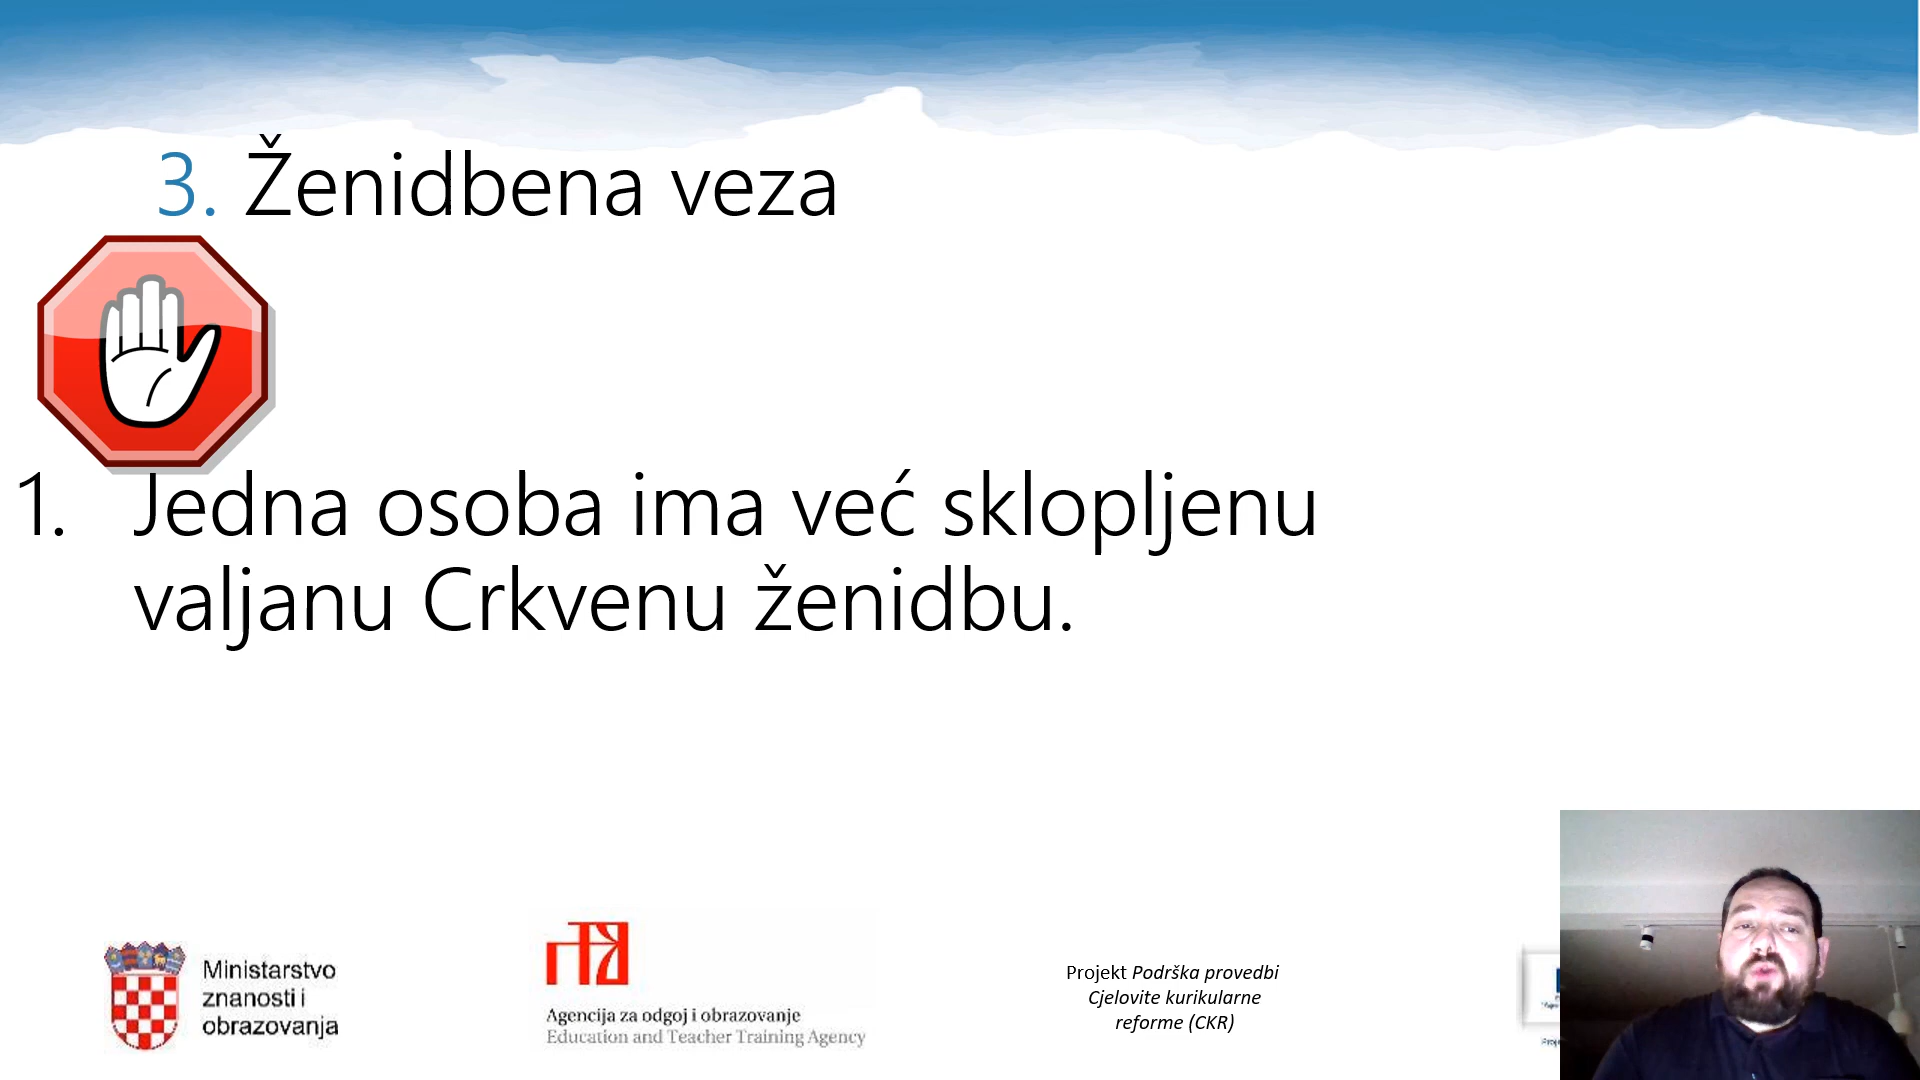 3. Ženidbena veza
1. Jedna osoba ima već sklopljenu
valjanu Crkvenu ženidbu.
Ministarstvo
znanosti i
obrazovanja
Agencija za odgoj i obrazovanje
Education and Teacher Training Agency
Projekt Podrška provedbi
Cjelovite kurikularne
reforme (CKR)